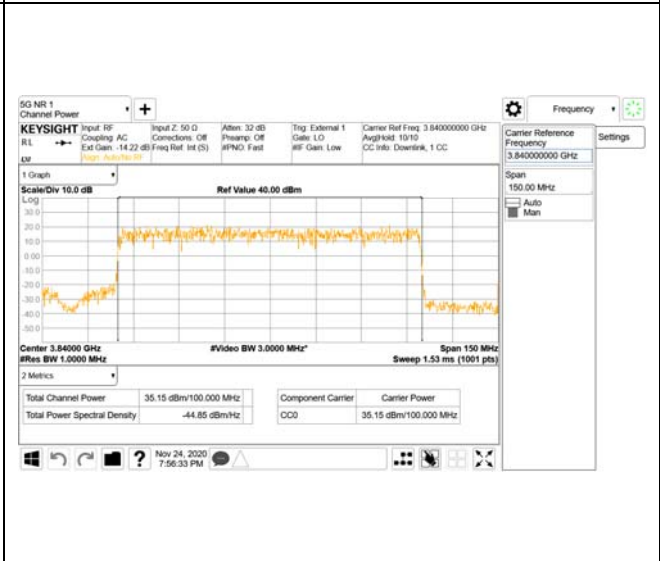 5G NR 1
Channel Power
+
Frequency
KEYSIGHT
RL
Input: RF
Coupling: AC
Ext Gain: -14.22 dB
Align: Auto/No RF
Input Z: 50 Ω
Corrections: Off
Freq Ref: Int (S)
Atten: 32 dB
Preamp: Off
#PNO: Fast
Trig: External 1
Gate: LO
#IF Gain: Low
Carrier Ref Freq: 3.840000000 GHz
Avg|Hold: 10/10
CC Info: Downlink, 1 CC
Carrier Reference
Frequency
3.840000000 GHz
Settings
Span
150.00 MHz
Auto
Man
1 Graph
Scale/Div 10.0 dB
Ref Value 40.00 dBm
Log
30.0
20.0
10.0
0.00
-10.0
-20.0
-30.0
-40.0
-50.0
Center 3.84000 GHz
#Video BW 3.0000 MHz*
Span 150 MHz
#Res BW 1.0000 MHz
Sweep 1.53 ms (1001 pts)
2 Metrics
Total Channel Power 35.15 dBm/100.000 MHz
Total Power Spectral Density -44.85 dBm/Hz
Component Carrier Carrier Power
CC0 35.15 dBm/100.000 MHz
?
Nov 24, 2020
7:56:33 PM